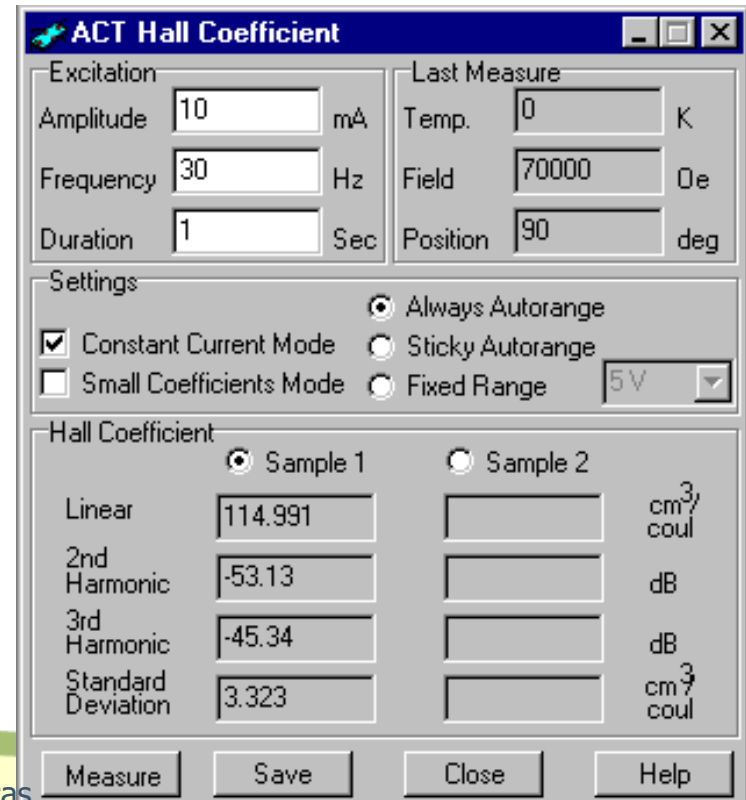 ACT Hall Coefficient
Excitation
Amplitude 10 mA
Frequency 30 Hz
Duration 1 Sec
Last Measure
Temp. 0 K
Field 70000 Oe
Position 90 deg
Settings
Constant Current Mode
Small Coefficients Mode
Always Autorange
Sticky Autorange
Fixed Range 5 V
Hall Coefficient
Sample 1 Sample 2
Linear 114.991 cm3/
coul
2nd
Harmonic -53.13 dB
3rd
Harmonic -45.34 dB
Standard
Deviation 3.323 cm3/
coul
Measure Save Close Help